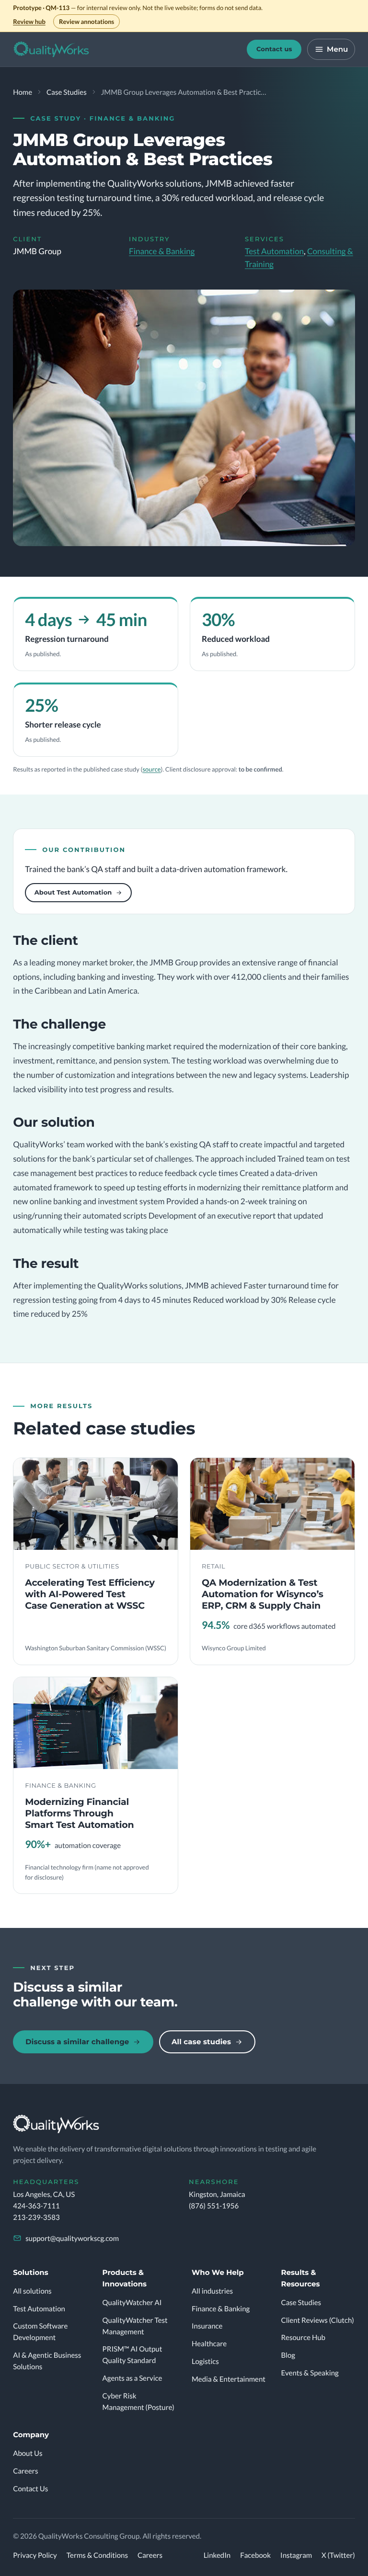 Prototype · QM-113 — for internal review only. Not the live website; forms do not send data.
Review hub
Review annotations
QualityWorks
Contact us
Menu
Home > Case Studies > JMMB Group Leverages Automation & Best Practic…
CASE STUDY · FINANCE & BANKING
JMMB Group Leverages
Automation & Best Practices
After implementing the QualityWorks solutions, JMMB achieved faster
regression testing turnaround time, a 30% workload reduction, and release cycle
times reduced by 25%.
CLIENT
JMMB Group
INDUSTRY
Finance & Banking
SERVICES
Test Automation, Consulting &
Training
4 days → 45 min
Regression turnaround
As published.
30%
Reduced workload
As published.
25%
Shorter release cycle
As published.
Results as reported in the published case study (source). Client disclosure approval: to be confirmed.
OUR CONTRIBUTION
Trained the bank's QA staff and built a data-driven automation framework.
About Test Automation →
The client
As a leading money market broker, the JMMB Group provides an extensive range of financial
options, including banking and investing. They work with over 412,000 clients and their families
in the Caribbean and Latin America.
The challenge
The increasingly competitive banking market required the modernization of their core banking,
investment, remittance, and pension system. The testing workload was overwhelming due to
the number of customization and integrations between the new and legacy systems. Leadership
lacked visibility into test progress and results.
Our solution
QualityWorks' team worked with the bank's existing QA staff to create impactful and targeted
solutions for the bank's particular set of challenges. The approach included Trained team on test
case management best practices to reduce feedback cycle times Created a data-driven
automated framework to speed up testing efforts in modernizing their remittance platform and
new online banking and investment system Provided a hands-on 2-week training on
using/running their automated scripts Development of an executive report that updated
automatically while testing was taking place
The result
After implementing the QualityWorks solutions, JMMB achieved Faster turnaround time for
regression testing going from 4 days to 45 minutes Reduced workload by 30% Release cycle
time reduced by 25%
MORE RESULTS
Related case studies
PUBLIC SECTOR & UTILITIES
Accelerating Test Efficiency
with AI-Powered Test
Case Generation at WSSC
Washington Suburban Sanitary Commission (WSSC)
RETAIL
QA Modernization & Test
Automation for Wisynco's
ERP, CRM & Supply Chain
94.5% core d365 workflows automated
Wisynco Group Limited
FINANCE & BANKING
Modernizing Financial
Platforms Through
Smart Test Automation
90%+ automation coverage
Financial technology firm (name not approved
for disclosure)
NEXT STEP
Discuss a similar
challenge with our team.
Discuss a similar challenge →
All case studies →
QualityWorks
We enable the delivery of transformative digital solutions through innovations in testing and agile
project delivery.
HEADQUARTERS
Los Angeles, CA, US
424-363-7111
213-239-3583
NEARSHORE
Kingston, Jamaica
(876) 551-1956
support@qualityworkscg.com
Solutions
All solutions
Test Automation
Custom Software
Development
AI & Agentic Business
Solutions
Products &
Innovations
QualityWatcher AI
QualityWatcher Test
Management
PRISM™ AI Output
Quality Standard
Agents as a Service
Cyber Risk
Management (Posture)
Who We Help
All industries
Finance & Banking
Insurance
Healthcare
Logistics
Media & Entertainment
Results &
Resources
Case Studies
Client Reviews (Clutch)
Resource Hub
Blog
Events & Speaking
Company
About Us
Careers
Contact Us
© 2026 QualityWorks Consulting Group. All rights reserved.
Privacy Policy
Terms & Conditions
Careers
LinkedIn
Facebook
Instagram
X (Twitter)